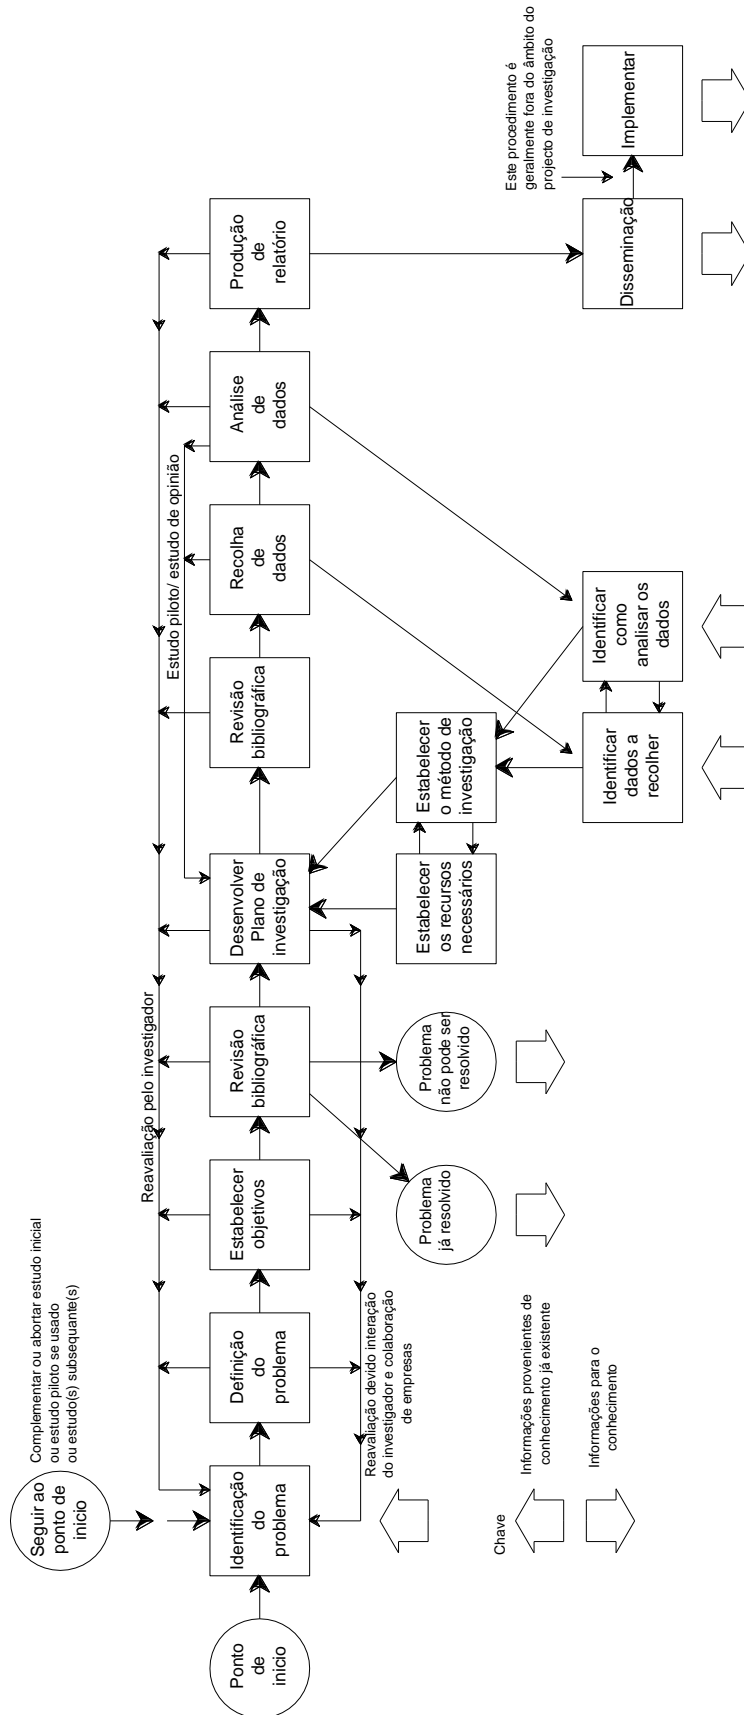 Seguir ao
ponto de
inicio
Complementar ou abortar estudo inicial
ou estudo piloto se usado
ou estudo(s) subsequante(s)
Reavaliação pelo investigador
Estudo piloto/ estudo de opinião
Ponto
de
inicio
Identificação
do
problema
Definição
do
problema
Estabelecer
objetivos
Revisão
bibliográfica
Desenvolver
Plano de
investigação
Revisão
bibliográfica
Recolha
de
dados
Análise
de
dados
Produção
de
relatório
Reavaliação devido interação
do investigador e colaboração
de empresas
Problema
já resolvido
Problema
não pode ser
resolvido
Estabelecer
os recursos
necessários
Estabelecer
o método de
investigação
Identificar
dados a
recolher
Identificar
como
analisar os
dados
Disseminação
Este procedimento é
geralmente fora do âmbito do
projecto de investigação
Implementar
Chave
Informações provenientes de
conhecimento já existente
Informações para o
conhecimento